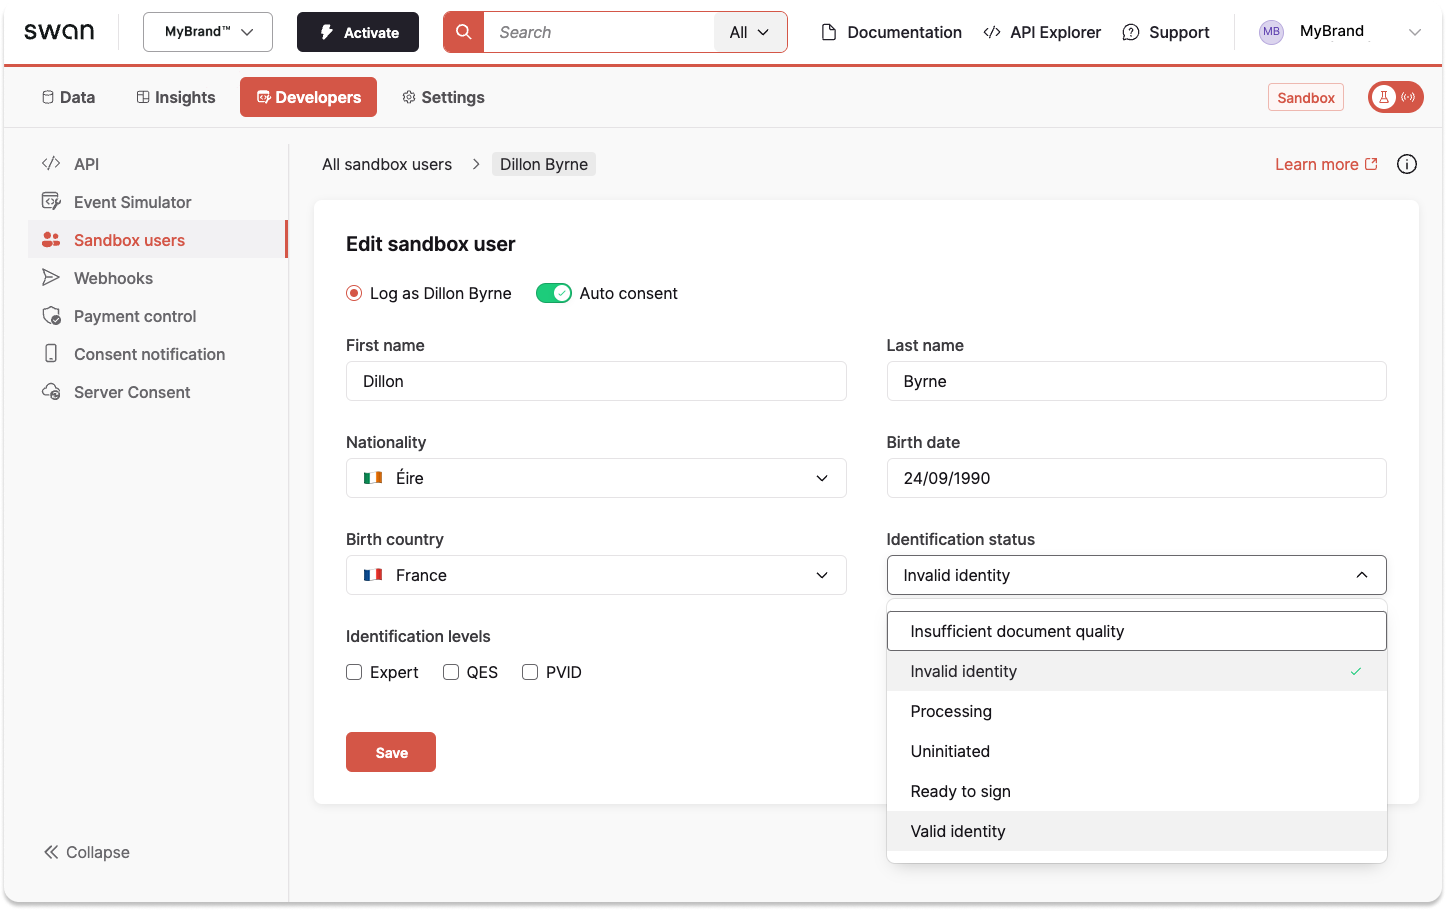 swan
MyBrand™
Activate
Search
All
Documentation
API Explorer
Support
MB
MyBrand
Data
Insights
Developers
Settings
Sandbox
API
Event Simulator
Sandbox users
Webhooks
Payment control
Consent notification
Server Consent
Collapse
All sandbox users
Dillon Byrne
Learn more
Edit sandbox user
Log as Dillon Byrne
Auto consent
First name
Dillon
Last name
Byrne
Nationality
Éire
Birth date
24/09/1990
Birth country
France
Identification status
Invalid identity
Insufficient document quality
Invalid identity
Processing
Uninitiated
Ready to sign
Valid identity
Identification levels
Expert
QES
PVID
Save